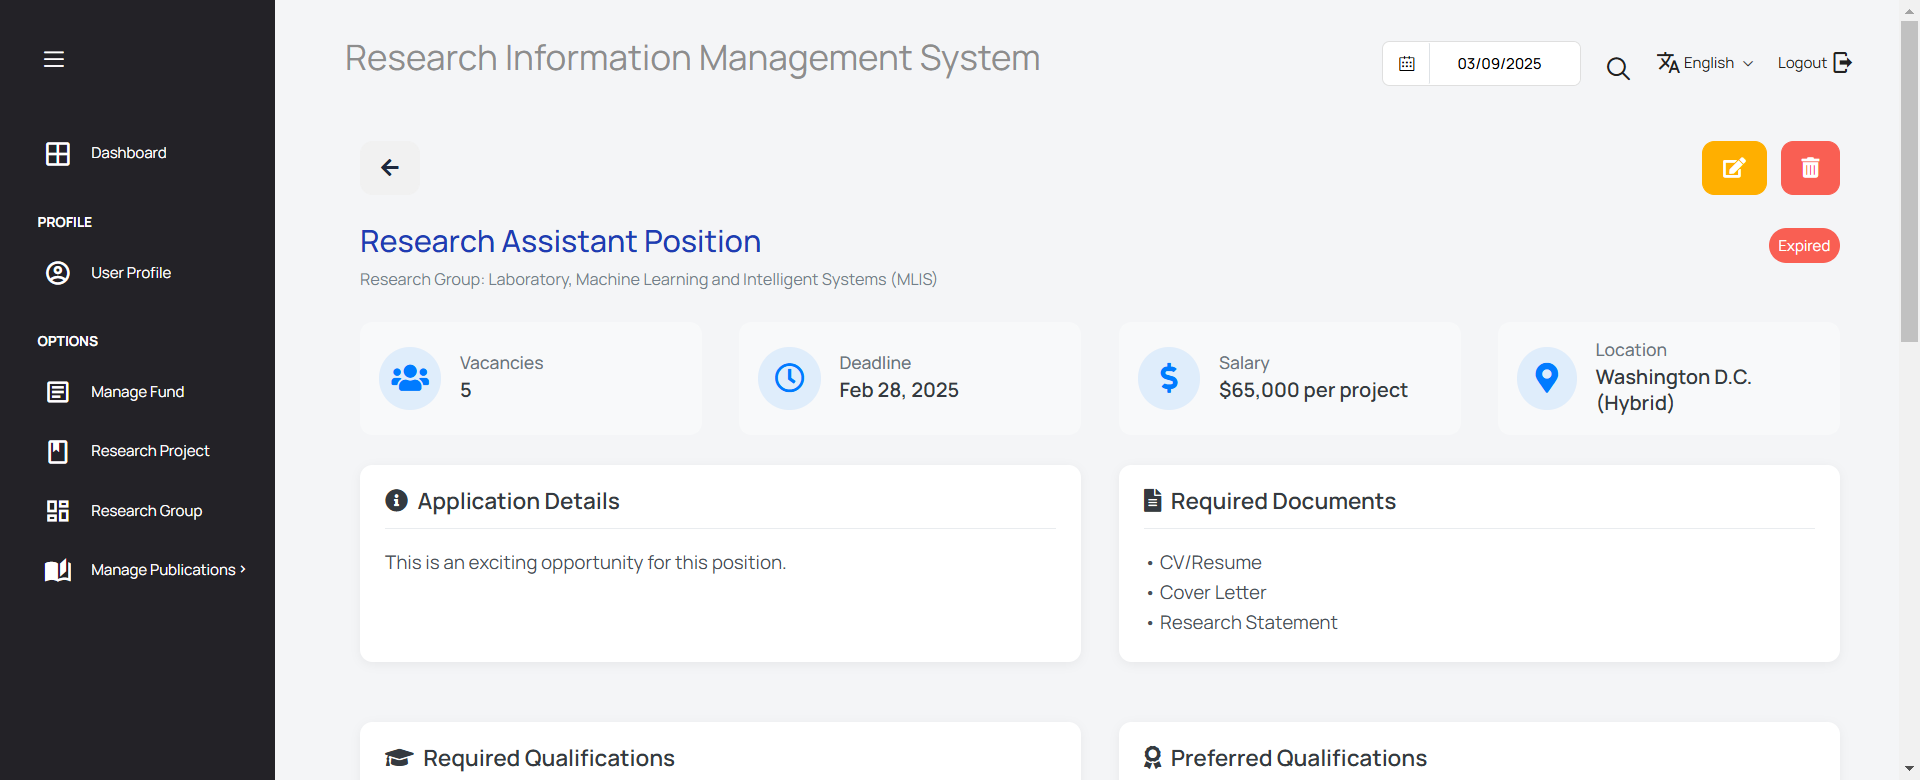 Research Information Management System
03/09/2025
English
Logout
Dashboard
PROFILE
User Profile
OPTIONS
Manage Fund
Research Project
Research Group
Manage Publications >
Research Assistant Position
Expired
Research Group: Laboratory, Machine Learning and Intelligent Systems (MLIS)
Vacancies
5
Deadline
Feb 28, 2025
Salary
$65,000 per project
Location
Washington D.C.
(Hybrid)
Application Details
This is an exciting opportunity for this position.
Required Documents
• CV/Resume
• Cover Letter
• Research Statement
Required Qualifications
Preferred Qualifications